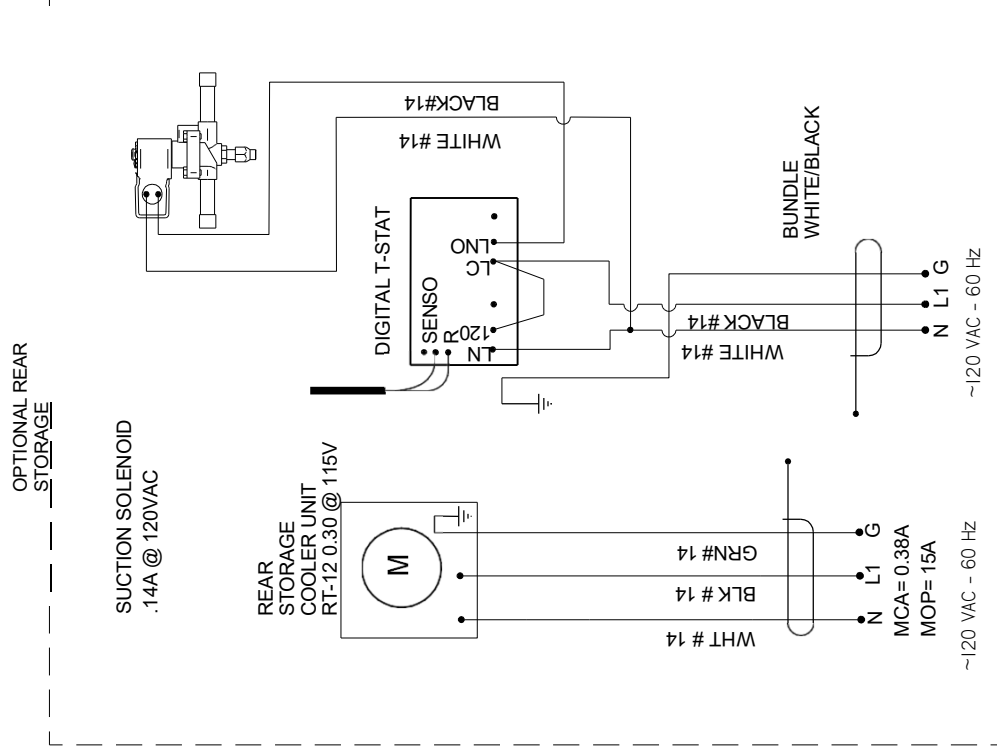 OPTIONAL REAR
STORAGE
SUCTION SOLENOID
.14A @ 120VAC
REAR
STORAGE
COOLER UNIT
RT-12 0.30 @ 115V
M
GRN# 14
BLK # 14
WHT # 14
G
L1
N
MCA= 0.38A
MOP= 15A
~120 VAC - 60 Hz
BLACK#14
WHITE #14
DIGITAL T-STAT
LNO
LC
SENSO
R
120
LN
BUNDLE
WHITE/BLACK
BLACK#14
WHITE #14
G
L1
N
~120 VAC - 60 Hz